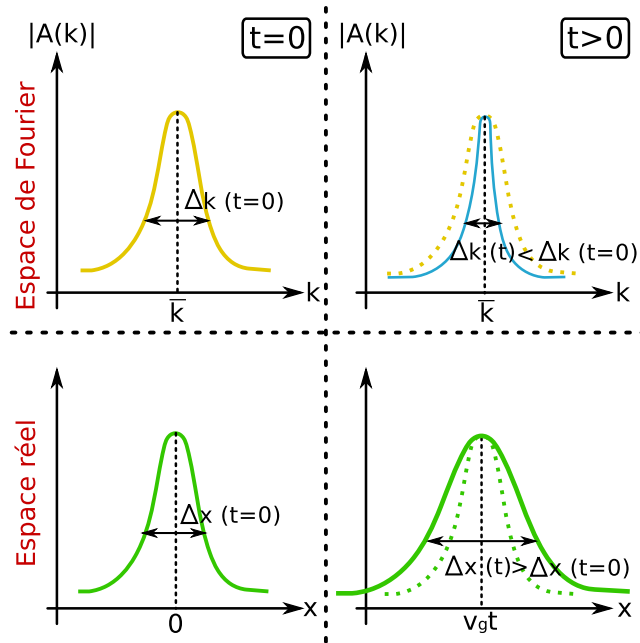 |A(k)|
t=0
|A(k)|
t>0
Espace de Fourier
Δk (t=0)
Δk (t)<Δk (t=0)
k
k̅
k
k̅
Espace réel
Δx (t=0)
Δx (t)>Δx (t=0)
x
0
x
vgt